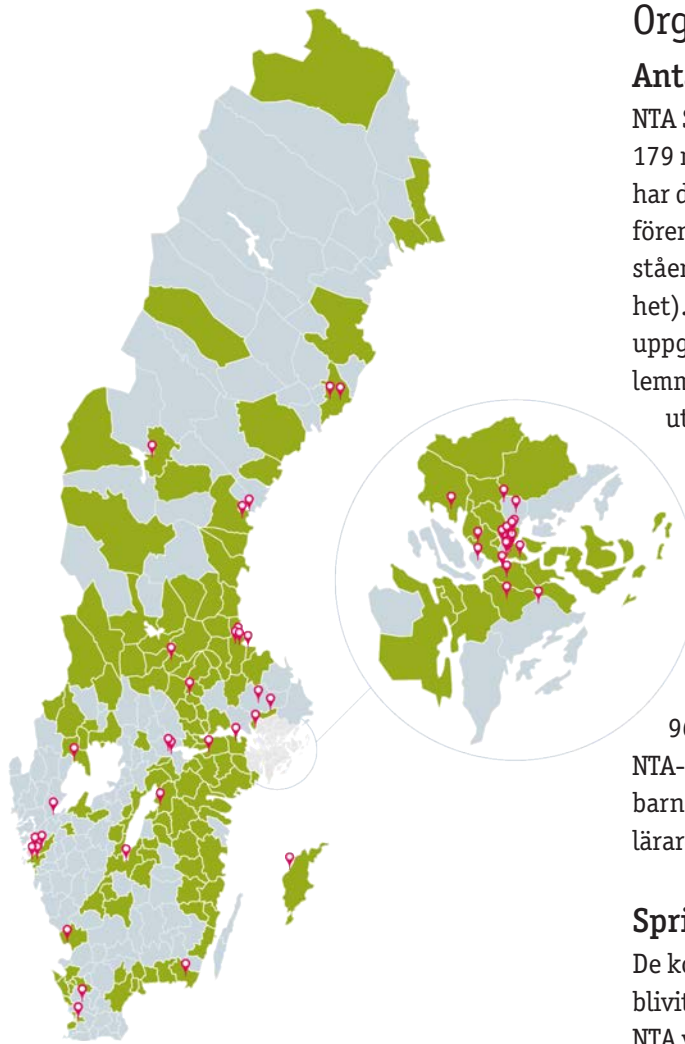 Org
Ant
NTA S
179 
har d
fören
ståen
het).
uppg
lemm
ut
96
NTA-
barn
lärar
Spri
De ko
blivit
NTA v